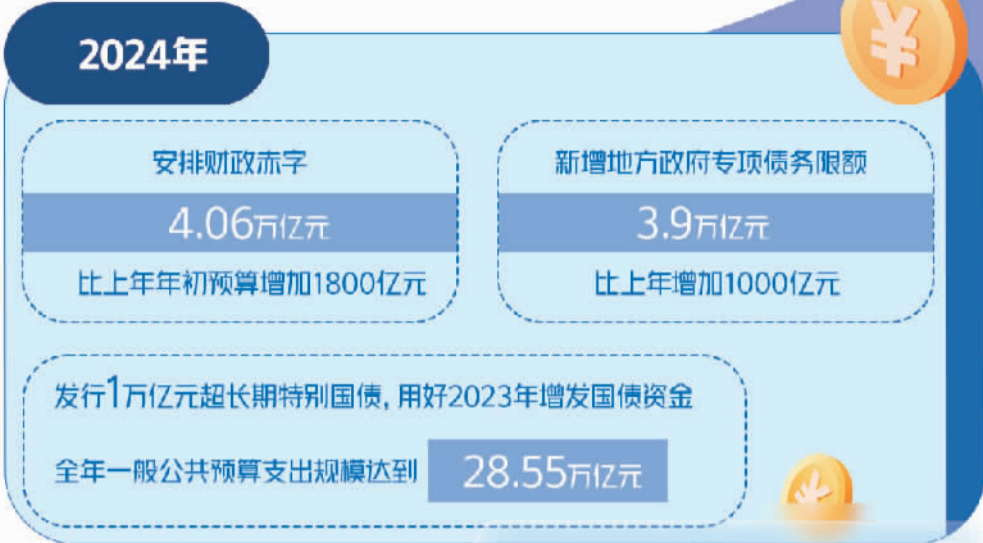 2024年
安排财政赤字
4.06万亿元
比上年年初预算增加1800亿元
新增地方政府专项债务限额
3.9万亿元
比上年增加1000亿元
发行1万亿元超长期特别国债，用好2023年增发国债资金
全年一般公共预算支出规模达到 28.55万亿元